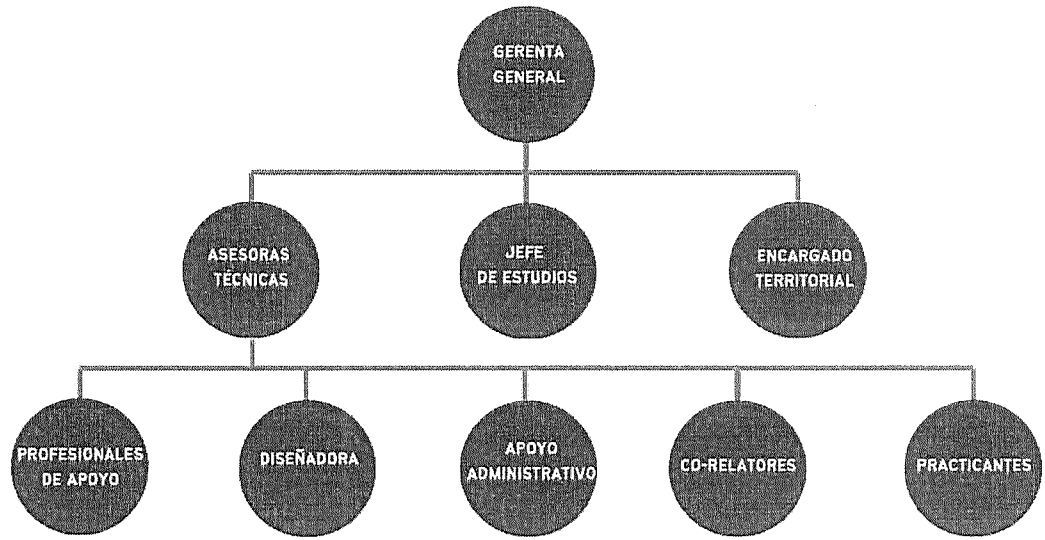 GERENTA
GENERAL
ASESORAS
TÉCNICAS
JEFE
DE ESTUDIOS
ENCARGADO
TERRITORIAL
PROFESIONALES
DE APOYO
DISEÑADORA
APOYO
ADMINISTRATIVO
CO-RELATORES
PRACTICANTES